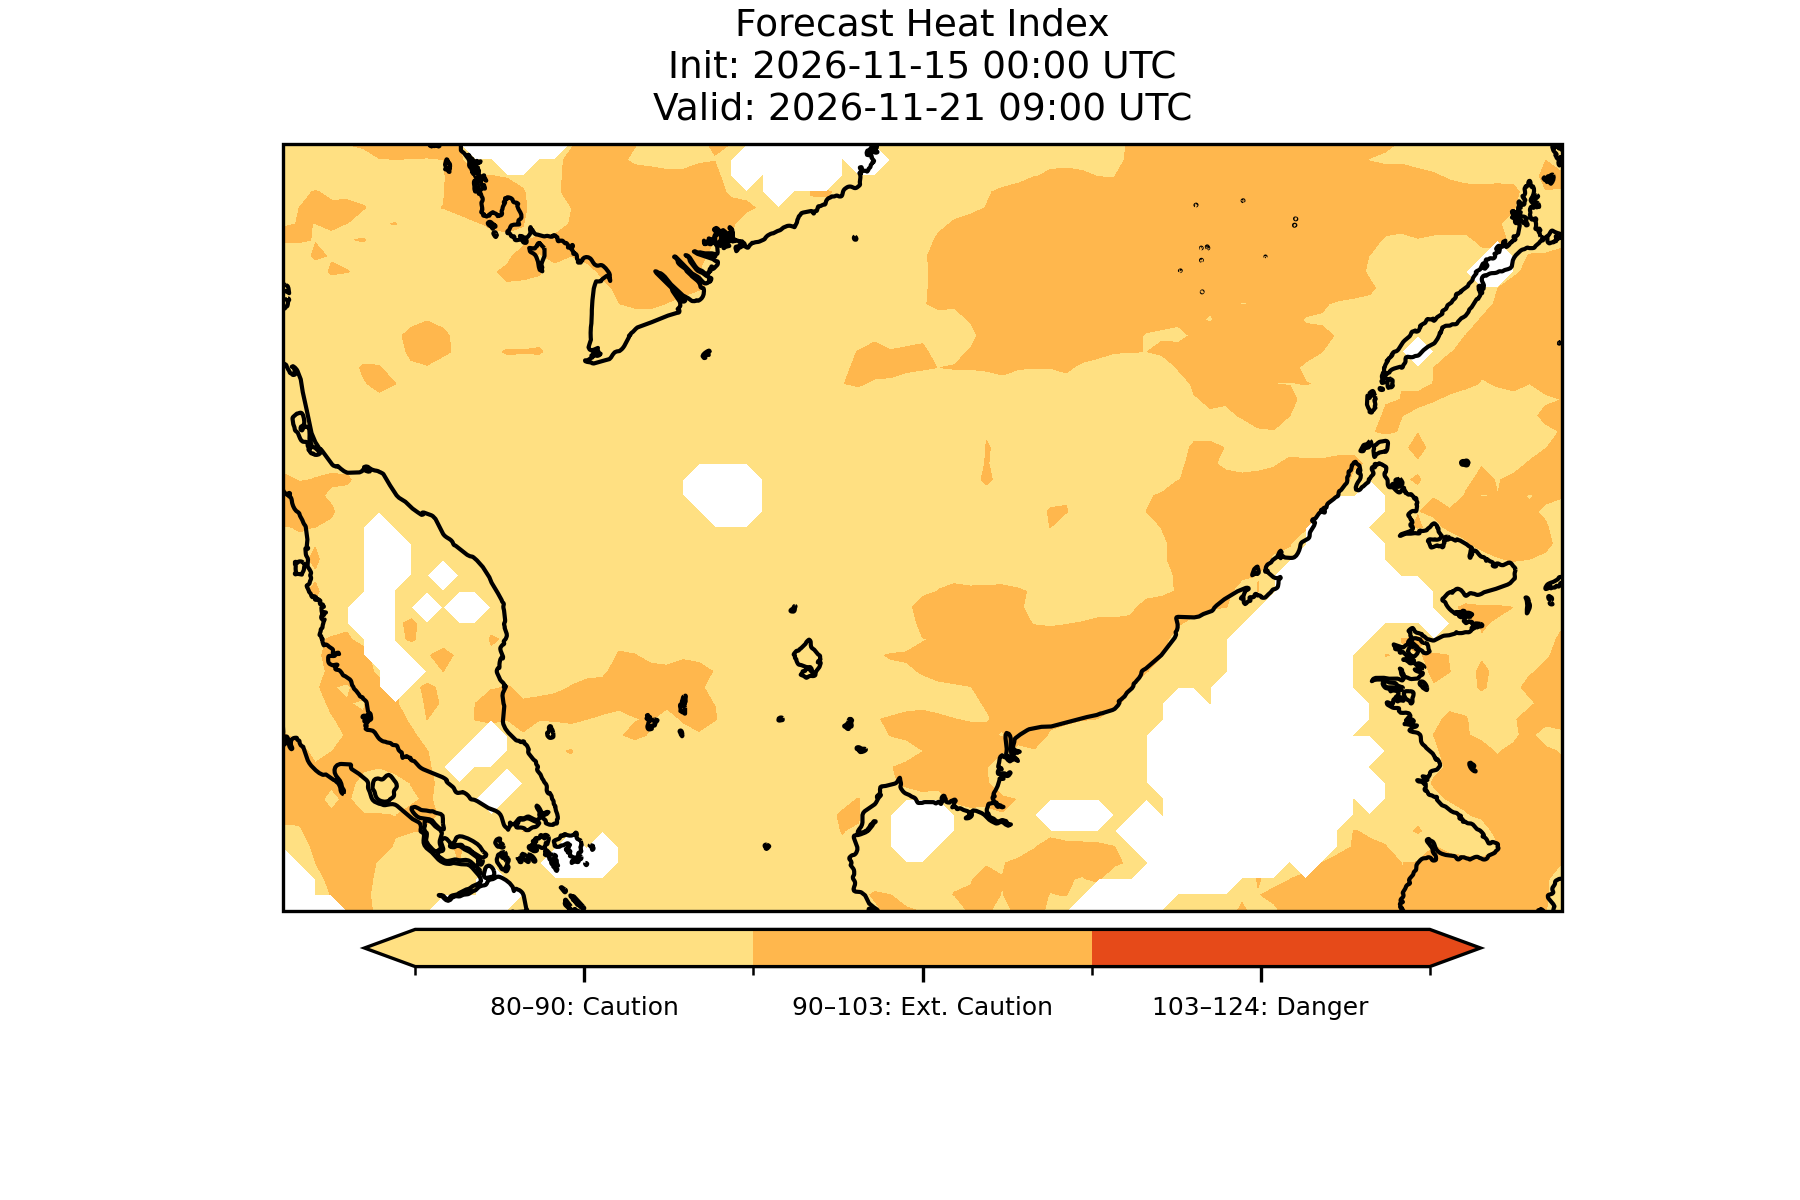 Forecast Heat Index
Init: 2026-11-15 00:00 UTC
Valid: 2026-11-21 09:00 UTC
80–90: Caution
90–103: Ext. Caution
103–124: Danger